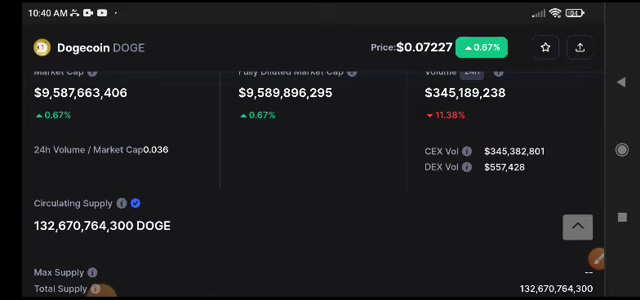 10:40 AM
Dogecoin DOGE
Price:$0.07227 0.67%
Market Cap
Fully Diluted Market Cap
Volume 24h
$9,587,663,406
$9,589,896,295
$345,189,238
0.67%
0.67%
11.38%
24h Volume / Market Cap0.036
CEX Vol $345,382,801
DEX Vol $557,428
Circulating Supply
132,670,764,300 DOGE
Max Supply --
Total Supply 132,670,764,300